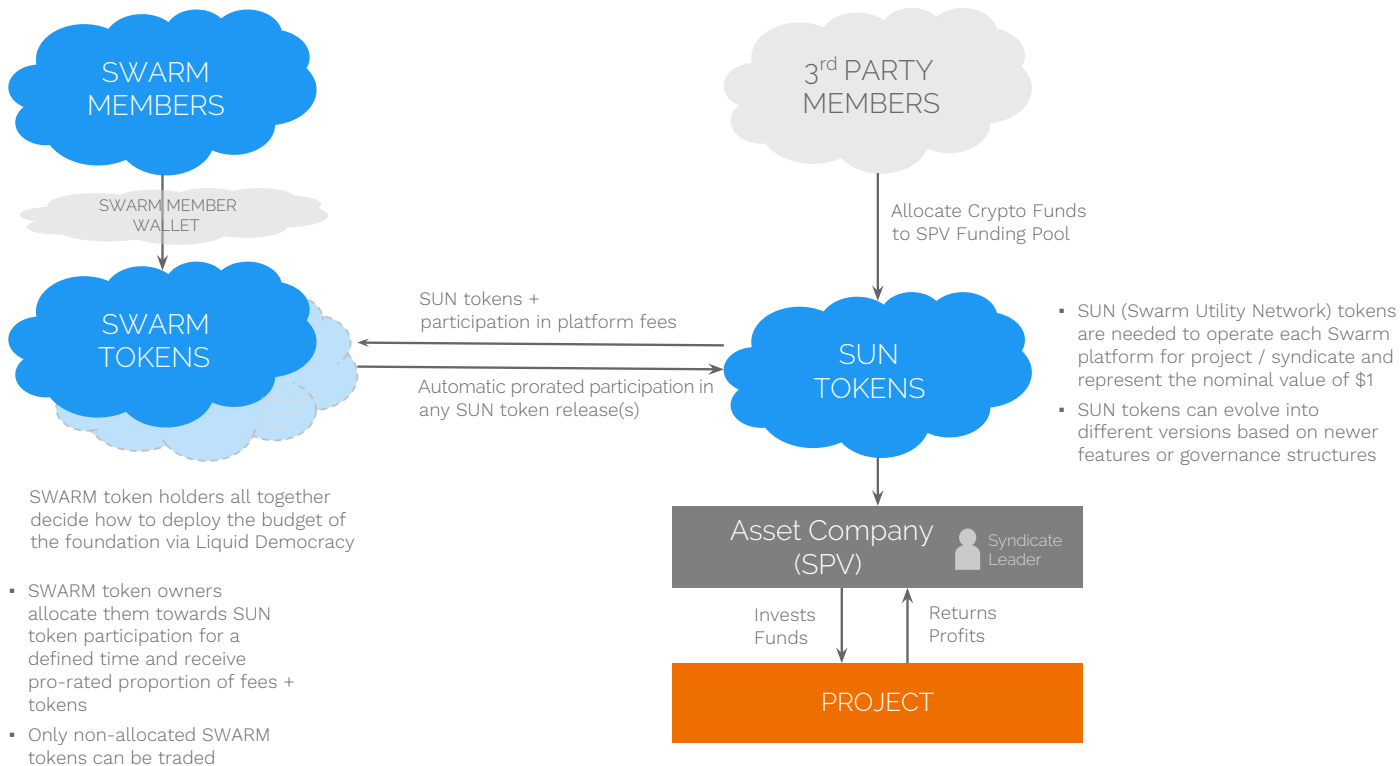 SWARM
MEMBERS
3rd PARTY
MEMBERS
SWARM MEMBER
WALLET
Allocate Crypto Funds
to SPV Funding Pool
SWARM
TOKENS
SUN tokens +
participation in platform fees
Automatic prorated participation in
any SUN token release(s)
SUN
TOKENS
▪ SUN (Swarm Utility Network) tokens
are needed to operate each Swarm
platform for project / syndicate and
represent the nominal value of $1
▪ SUN tokens can evolve into
different versions based on newer
features or governance structures
SWARM token holders all together
decide how to deploy the budget of
the foundation via Liquid Democracy
▪ SWARM token owners
allocate them towards SUN
token participation for a
defined time and receive
pro-rated proportion of fees +
tokens
▪ Only non-allocated SWARM
tokens can be traded
Asset Company
(SPV)
Syndicate
Leader
Invests
Funds
Returns
Profits
PROJECT